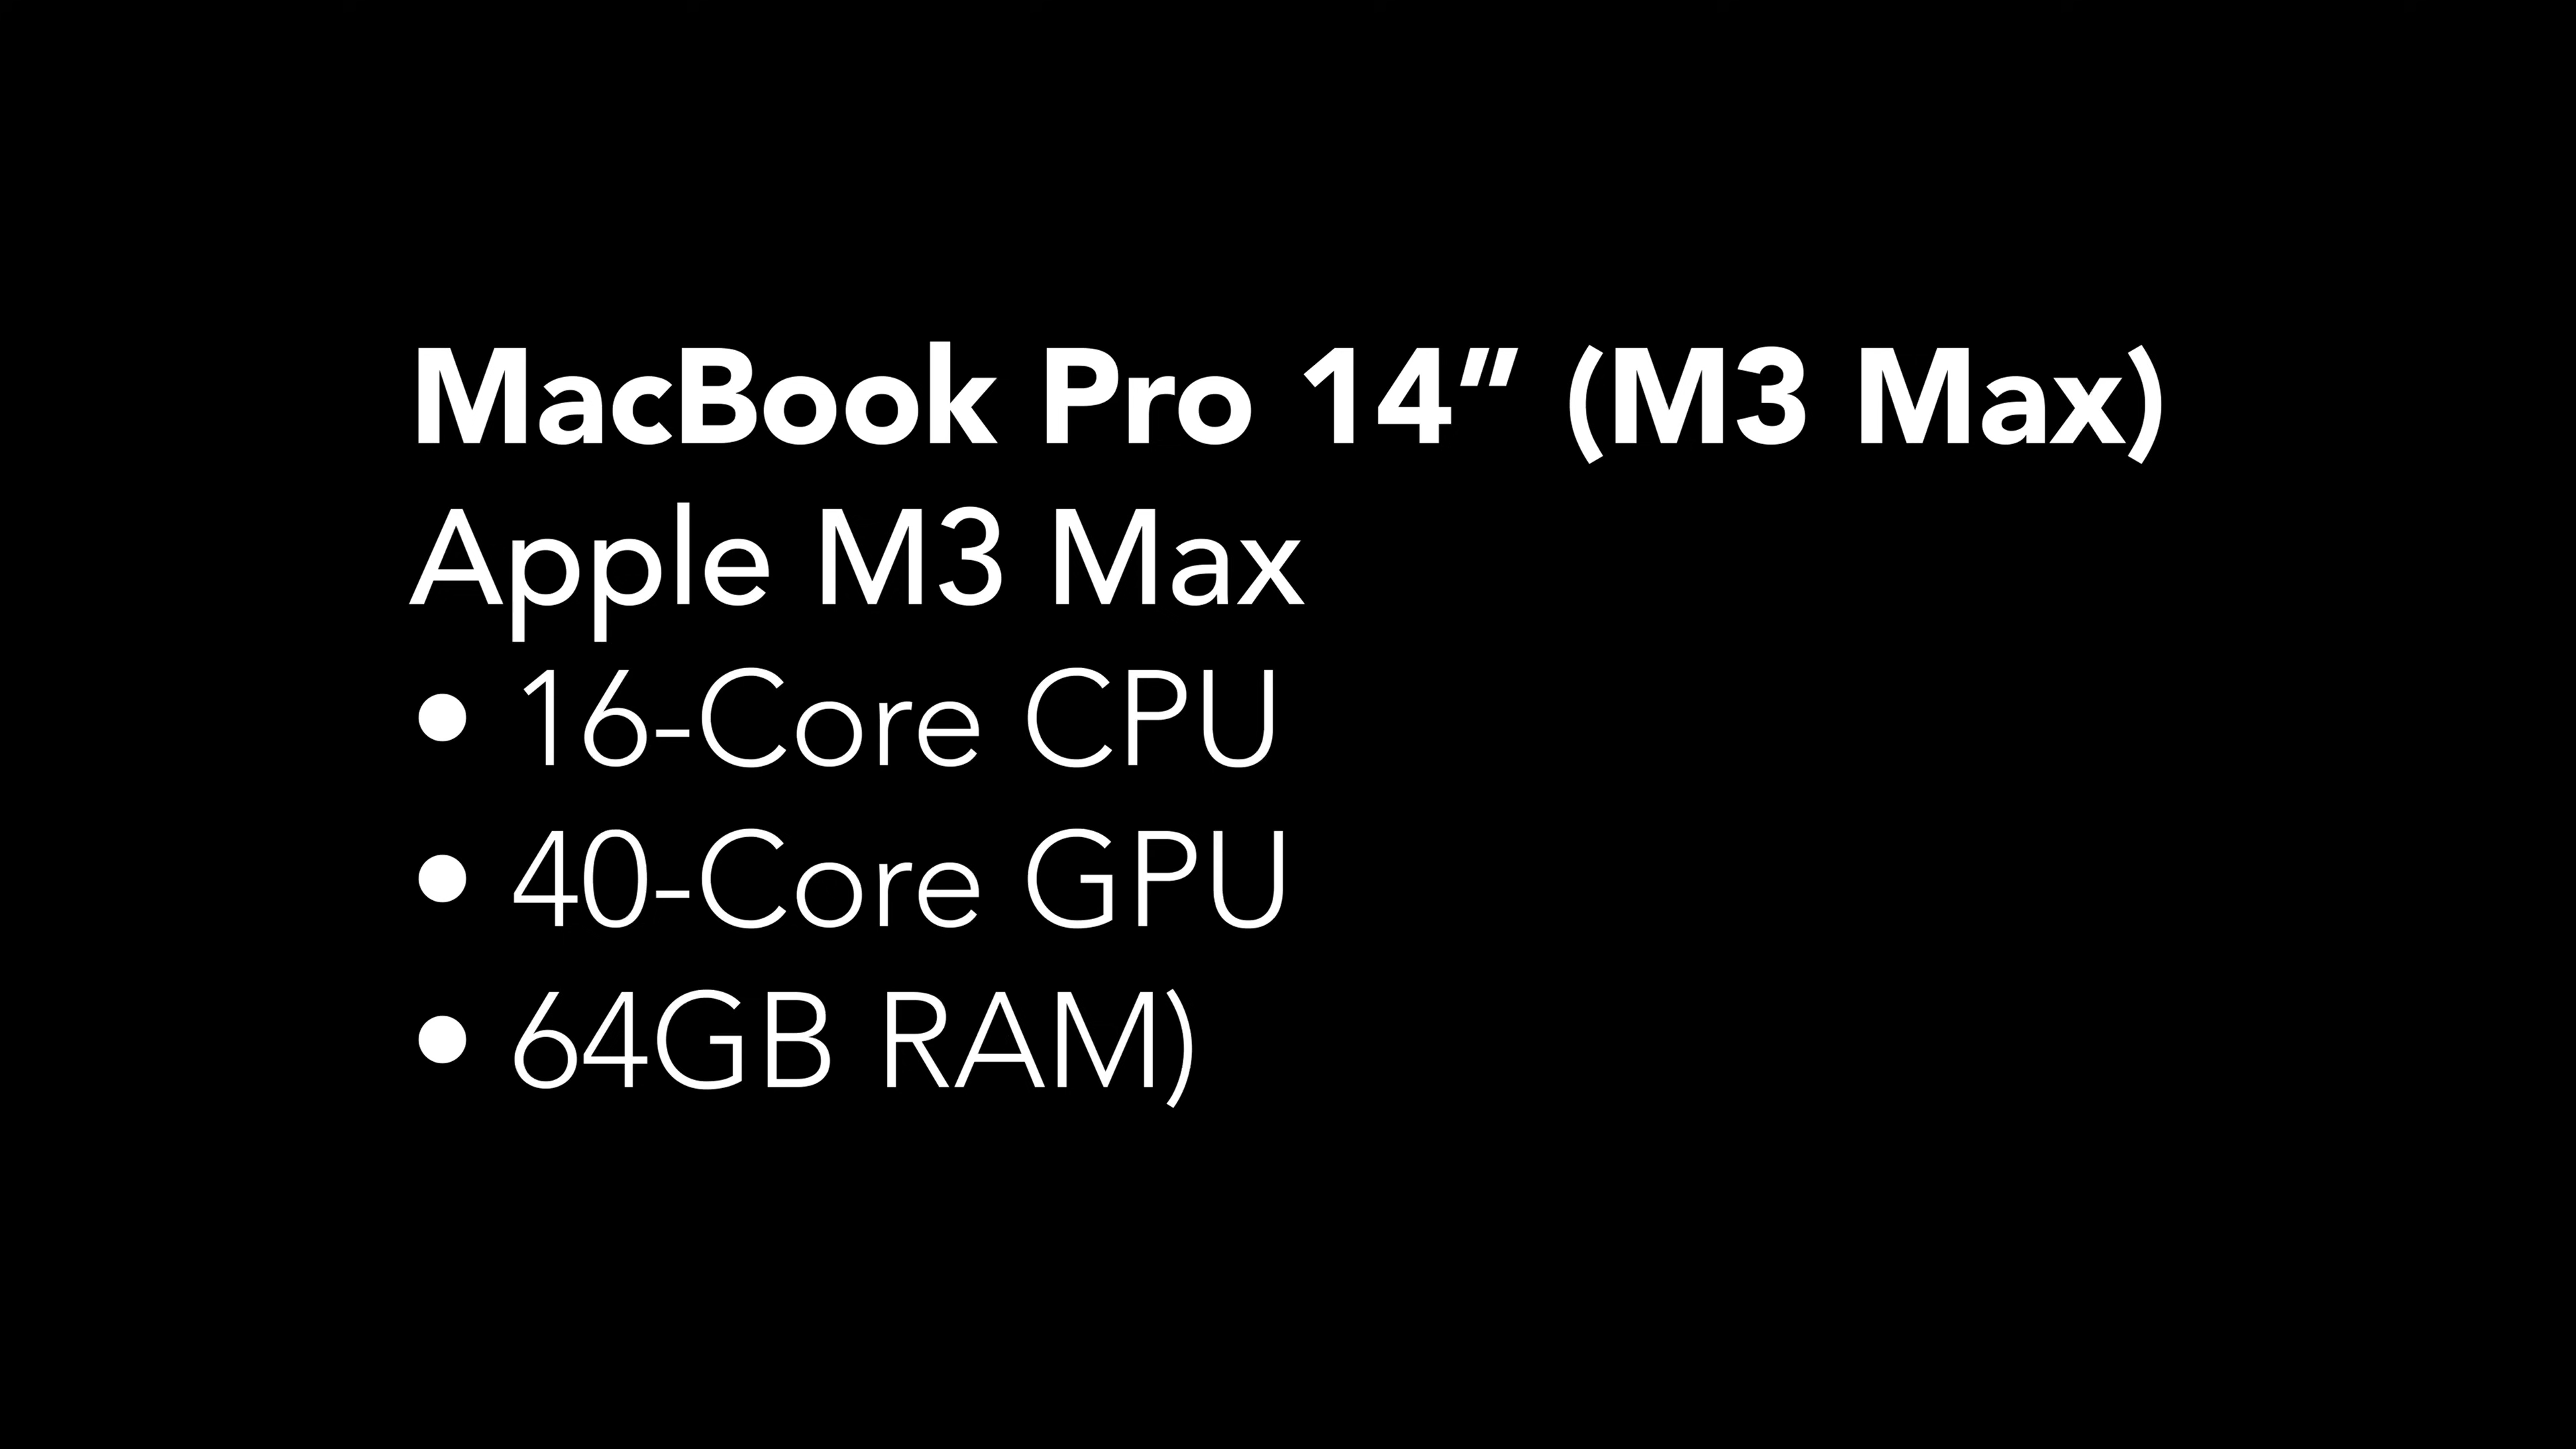 MacBook Pro 14” (M3 Max)
Apple M3 Max
• 16-Core CPU
• 40-Core GPU
• 64GB RAM)